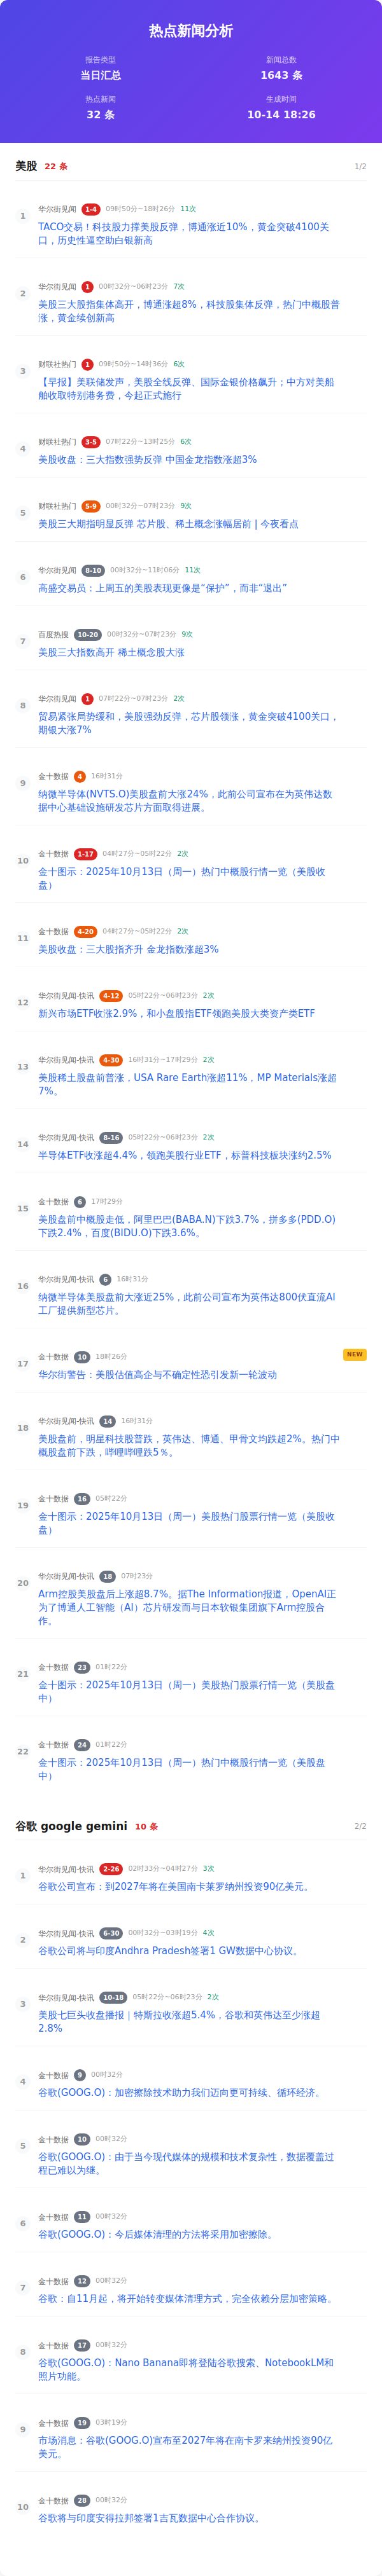 热点新闻分析
报告类型
新闻总数
当日汇总
1643 条
热点新闻
生成时间
32 条
10-14 18:26
美股 22 条 1/2
1 华尔街见闻 1-4 09时50分~18时26分 11次
TACO交易！科技股力撑美股反弹，博通涨近10%，黄金突破4100关
口，历史性逼空助白银新高
2 华尔街见闻 1 00时32分~06时23分 7次
美股三大股指集体高开，博通涨超8%，科技股集体反弹，热门中概股普
涨，黄金续创新高
3 财联社热门 1 09时50分~14时36分 6次
【早报】美联储发声，美股全线反弹、国际金银价格飙升；中方对美船
舶收取特别港务费，今起正式施行
4 财联社热门 3-5 07时22分~13时25分 6次
美股收盘：三大指数强势反弹 中国金龙指数涨超3%
5 财联社热门 5-9 00时32分~07时23分 9次
美股三大期指明显反弹 芯片股、稀土概念涨幅居前 | 今夜看点
6 华尔街见闻 8-10 00时32分~11时06分 11次
高盛交易员：上周五的美股表现更像是“保护”，而非“退出”
7 百度热搜 10-20 00时32分~07时23分 9次
美股三大指数高开 稀土概念股大涨
8 华尔街见闻 1 07时22分~07时23分 2次
贸易紧张局势缓和，美股强劲反弹，芯片股领涨，黄金突破4100关口，
期银大涨7%
9 金十数据 4 16时31分
纳微半导体(NVTS.O)美股盘前大涨24%，此前公司宣布在为英伟达数
据中心基础设施研发芯片方面取得进展。
10 金十数据 1-17 04时27分~05时22分 2次
金十图示：2025年10月13日（周一）热门中概股行情一览（美股收
盘）
11 金十数据 4-20 04时27分~05时22分 2次
美股收盘：三大股指齐升 金龙指数涨超3%
12 华尔街见闻-快讯 4-12 05时22分~06时23分 2次
新兴市场ETF收涨2.9%，和小盘股指ETF领跑美股大类资产类ETF
13 华尔街见闻-快讯 4-30 16时31分~17时29分 2次
美股稀土股盘前普涨，USA Rare Earth涨超11%，MP Materials涨超
7%。
14 华尔街见闻-快讯 8-16 05时22分~06时23分 2次
半导体ETF收涨超4.4%，领跑美股行业ETF，标普科技板块涨约2.5%
15 金十数据 6 17时29分
美股盘前中概股走低，阿里巴巴(BABA.N)下跌3.7%，拼多多(PDD.O)
下跌2.4%，百度(BIDU.O)下跌3.6%。
16 华尔街见闻-快讯 6 16时31分
纳微半导体美股盘前大涨近25%，此前公司宣布为英伟达800伏直流AI
工厂提供新型芯片。
17 金十数据 10 18时26分 NEW
华尔街警告：美股估值高企与不确定性恐引发新一轮波动
18 华尔街见闻-快讯 14 16时31分
美股盘前，明星科技股普跌，英伟达、博通、甲骨文均跌超2%。热门中
概股盘前下跌，哔哩哔哩跌5％。
19 金十数据 16 05时22分
金十图示：2025年10月13日（周一）美股热门股票行情一览（美股收
盘）
20 华尔街见闻-快讯 18 07时23分
Arm控股美股盘后上涨超8.7%。据The Information报道，OpenAI正
为了博通人工智能（AI）芯片研发而与日本软银集团旗下Arm控股合
作。
21 金十数据 23 01时22分
金十图示：2025年10月13日（周一）美股热门股票行情一览（美股盘
中）
22 金十数据 24 01时22分
金十图示：2025年10月13日（周一）热门中概股行情一览（美股盘
中）
谷歌 google gemini 10 条 2/2
1 华尔街见闻-快讯 2-26 02时33分~04时27分 3次
谷歌公司宣布：到2027年将在美国南卡莱罗纳州投资90亿美元。
2 华尔街见闻-快讯 6-30 00时32分~03时19分 4次
谷歌公司将与印度Andhra Pradesh签署1 GW数据中心协议。
3 华尔街见闻-快讯 10-18 05时22分~06时23分 2次
美股七巨头收盘播报｜特斯拉收涨超5.4%，谷歌和英伟达至少涨超
2.8%
4 金十数据 9 00时32分
谷歌(GOOG.O)：加密擦除技术助力我们迈向更可持续、循环经济。
5 金十数据 10 00时32分
谷歌(GOOG.O)：由于当今现代媒体的规模和技术复杂性，数据覆盖过
程已难以为继。
6 金十数据 11 00时32分
谷歌(GOOG.O)：今后媒体清理的方法将采用加密擦除。
7 金十数据 12 00时32分
谷歌：自11月起，将开始转变媒体清理方式，完全依赖分层加密策略。
8 金十数据 17 00时32分
谷歌(GOOG.O)：Nano Banana即将登陆谷歌搜索、NotebookLM和
照片功能。
9 金十数据 19 03时19分
市场消息：谷歌(GOOG.O)宣布至2027年将在南卡罗来纳州投资90亿
美元。
10 金十数据 28 00时32分
谷歌将与印度安得拉邦签署1吉瓦数据中心合作协议。